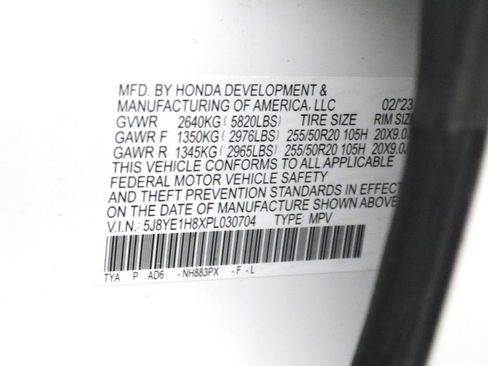 MFD. BY HONDA DEVELOPMENT &
MANUFACTURING OF AMERICA, LLC 02/23
GVWR 2640KG ( 5820LBS) TIRE SIZE RIM SIZE
GAWR F 1350KG ( 2976LBS) 255/50R20 105H 20X9.0J
GAWR R 1345KG ( 2965LBS) 255/50R20 105H 20X9.0J
THIS VEHICLE CONFORMS TO ALL APPLICABLE
FEDERAL MOTOR VEHICLE SAFETY
AND THEFT PREVENTION STANDARDS IN EFFECT
ON THE DATE OF MANUFACTURE SHOWN ABOVE.
V.I.N.: 5J8YE1H8XPL030704 TYPE: MPV
TYA P AD6 -NH883PX -F -L